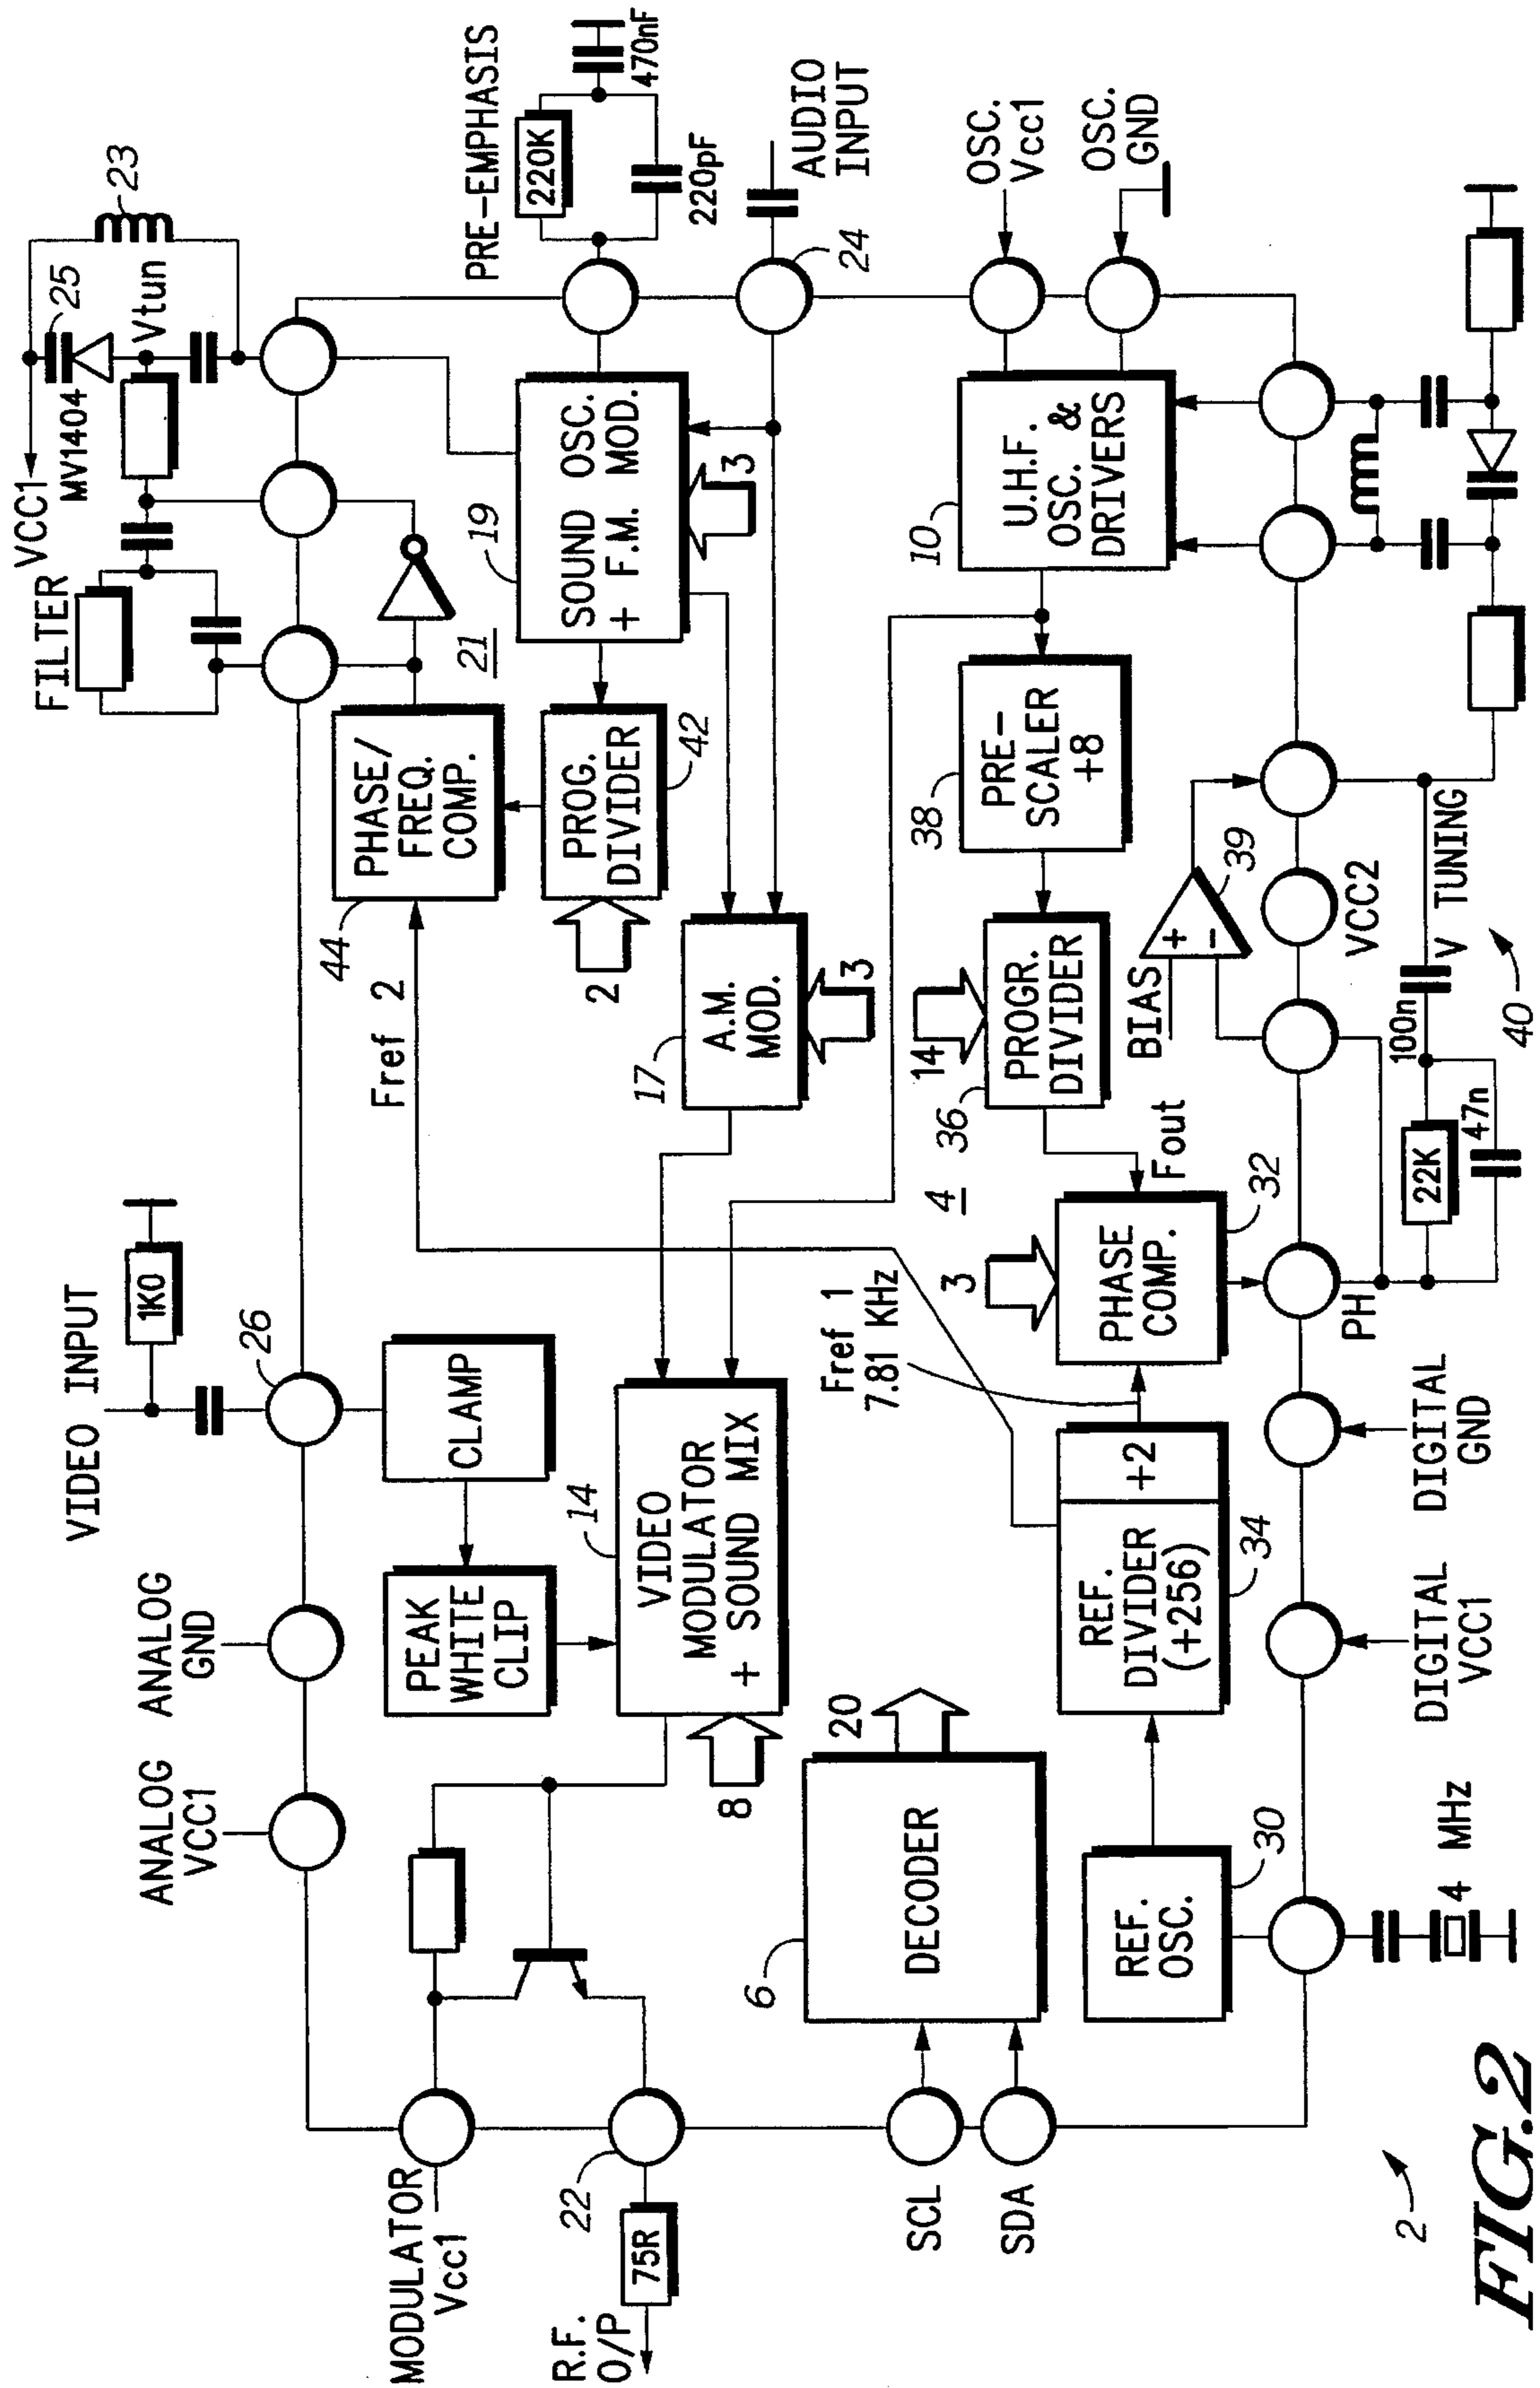 ANALOG
VCC1
ANALOG
GND
VIDEO INPUT
1K0
26
FILTER
VCC1
MV1404
25
Vtun
23
PRE-EMPHASIS
220K
470nF
220pF
AUDIO
INPUT
24
MODULATOR
Vcc1
CLAMP
PEAK
WHITE
CLIP
14
VIDEO
MODULATOR
+ SOUND MIX
8
22
75R
R.F.
O/P
Fref 2
44
PHASE/
FREQ.
COMP.
21
19
SOUND OSC.
+ F.M. MOD.
3
2
PROG.
DIVIDER
42
17
A.M.
MOD.
3
SCL
SDA
6
DECODER
20
Fref 1
7.81 KHz
4
3
14
36
PROGR.
DIVIDER
38
PRE-
SCALER
+8
10
U.H.F.
OSC. &
DRIVERS
OSC.
Vcc1
OSC.
GND
REF.
OSC.
30
REF.
DIVIDER
(+256)
+2
34
PHASE
COMP.
32
Fout
BIAS
+
-
39
4 MHz
DIGITAL
VCC1
DIGITAL
GND
PH
22K
47n
100n
VCC2
V TUNING
40
2
FIG.2